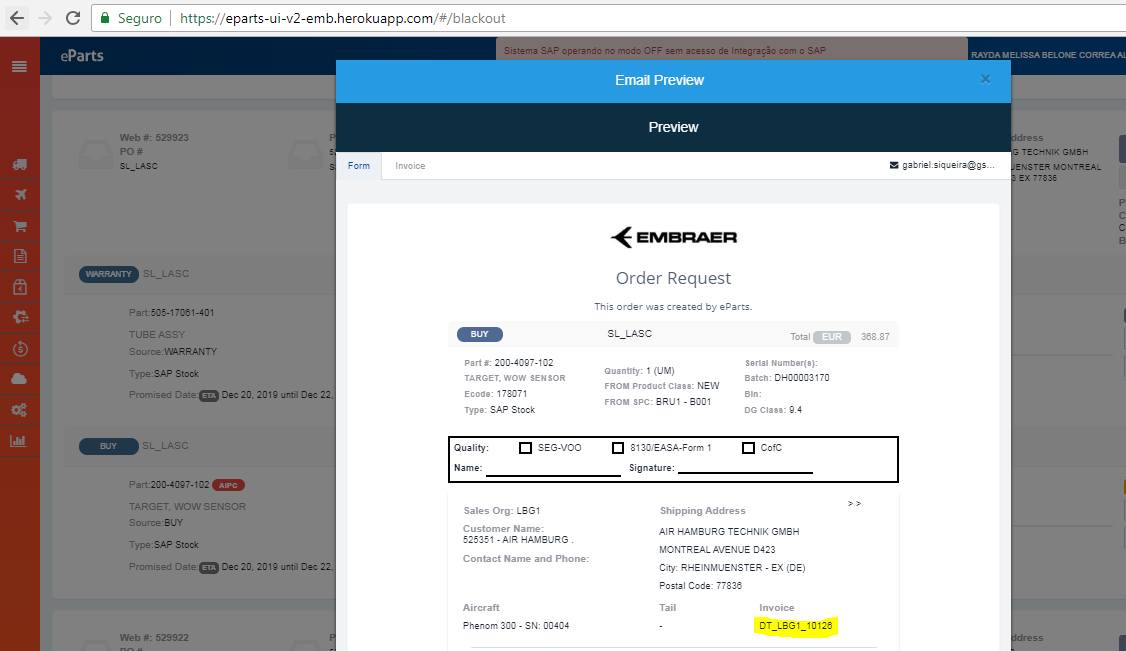 Seguro | https://eparts-ui-v2-emb.herokuapp.com/#/blackout
eParts
Sistema SAP operando no modo OFF sem acesso de Integração com o SAP
RAYDA MELISSA BELONE CORREA
Email Preview
×
Preview
Form
Invoice
gabriel.siqueira@gs...
Web #: 529923
PO #
SL_LASC
WARRANTY SL_LASC
Part:505-17061-401
TUBE ASSY
Source:WARRANTY
Type:SAP Stock
Promised Date: ETA Dec 20, 2019 until Dec 22,
BUY SL_LASC
Part:200-4097-102 AIPC
TARGET, WOW SENSOR
Source:BUY
Type:SAP Stock
Promised Date: ETA Dec 20, 2019 until Dec 22,
Web #: 529922
PO #
EMBRAER
Order Request
This order was created by eParts.
BUY SL_LASC Total EUR 368.87
Part #: 200-4097-102
TARGET, WOW SENSOR
Ecode: 178071
Type: SAP Stock
Quantity: 1 (UM)
FROM Product Class: NEW
FROM SPC: BRU1 - B001
Serial Number(s):
Batch: DH00003170
Bin:
DG Class: 9.4
Quality: SEG-VOO 8130/EASA-Form 1 CofC
Name: Signature:
>>
Sales Org: LBG1
Customer Name:
525351 - AIR HAMBURG .
Contact Name and Phone:
Shipping Address
AIR HAMBURG TECHNIK GMBH
MONTREAL AVENUE D423
City: RHEINMUENSTER - EX (DE)
Postal Code: 77836
Aircraft
Phenom 300 - SN: 00404
Tail
-
Invoice
DT_LBG1_10126
ddress
G TECHNIK GMBH
UENSTER MONTREAL
3 EX 77836
ddress